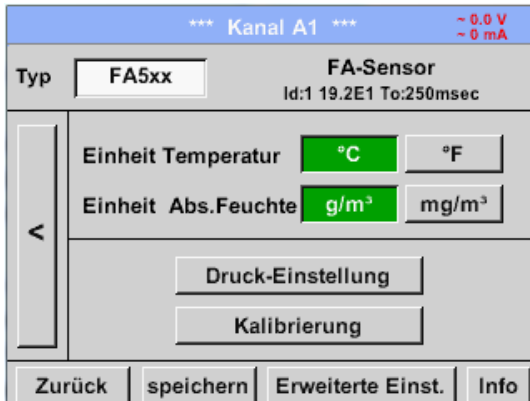 *** Kanal A1 ***
~ 0.0 V
~ 0 mA
Typ
FA5xx
FA-Sensor
Id:1 19.2E1 To:250msec
<
Einheit Temperatur °C °F
Einheit Abs.Feuchte g/m³ mg/m³
Druck-Einstellung
Kalibrierung
Zurück speichern Erweiterte Einst. Info